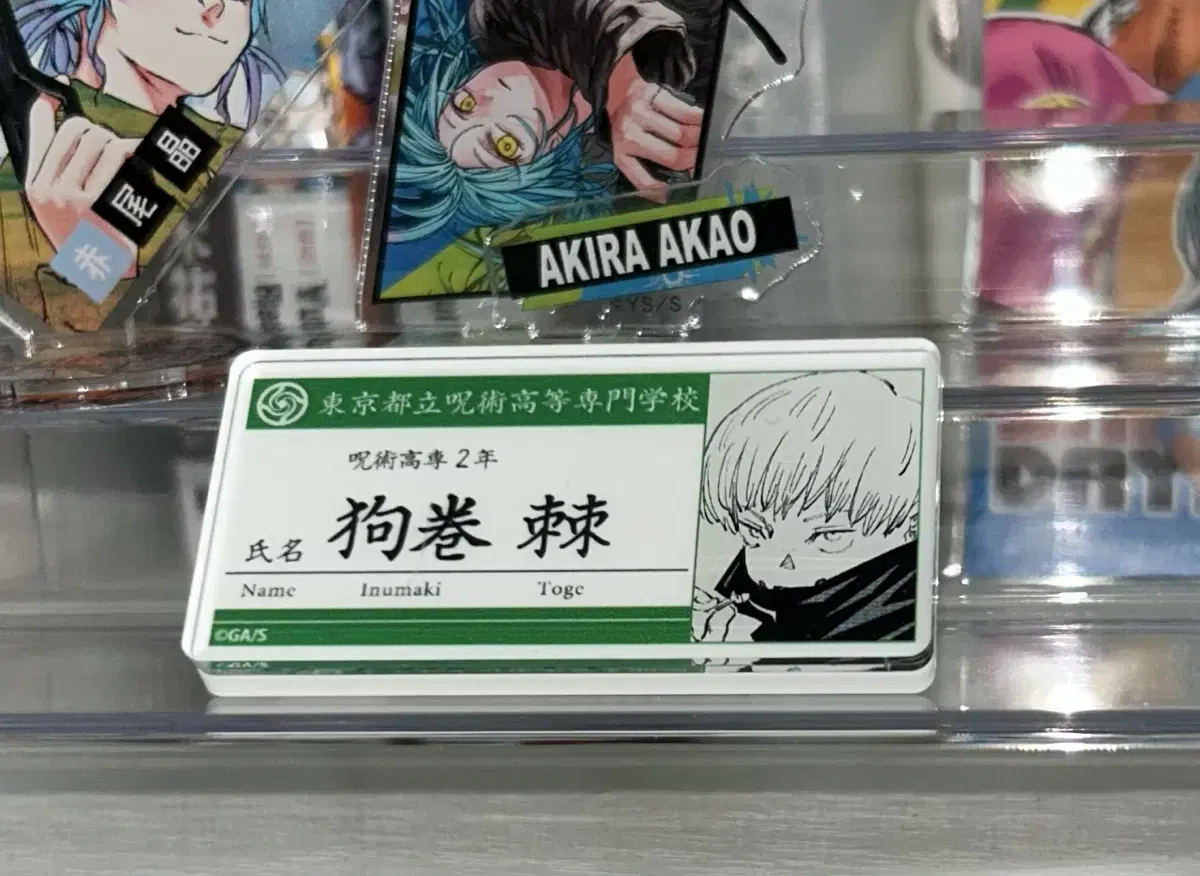 赤尾晶
AKIRA AKAO
YS/S
東京都立呪術高等専門学校
呪術高専2年
氏名 狗巻 棘
Name Inumaki Toge
©GA/S